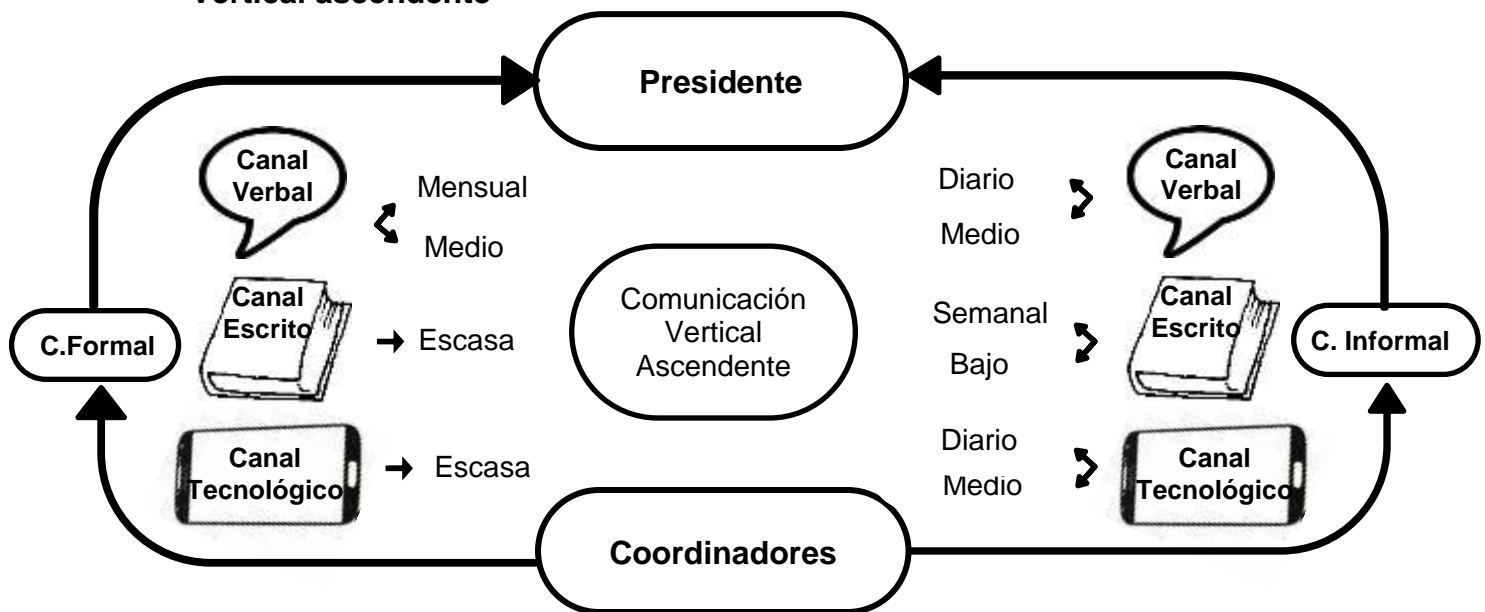 Vertical ascendente
Presidente
Canal
Verbal
Mensual
Medio
Diario
Medio
Canal
Verbal
Comunicación
Vertical
Ascendente
C.Formal
Canal
Escrito
Escasa
Semanal
Bajo
Canal
Escrito
C. Informal
Canal
Tecnológico
Escasa
Diario
Medio
Canal
Tecnológico
Coordinadores